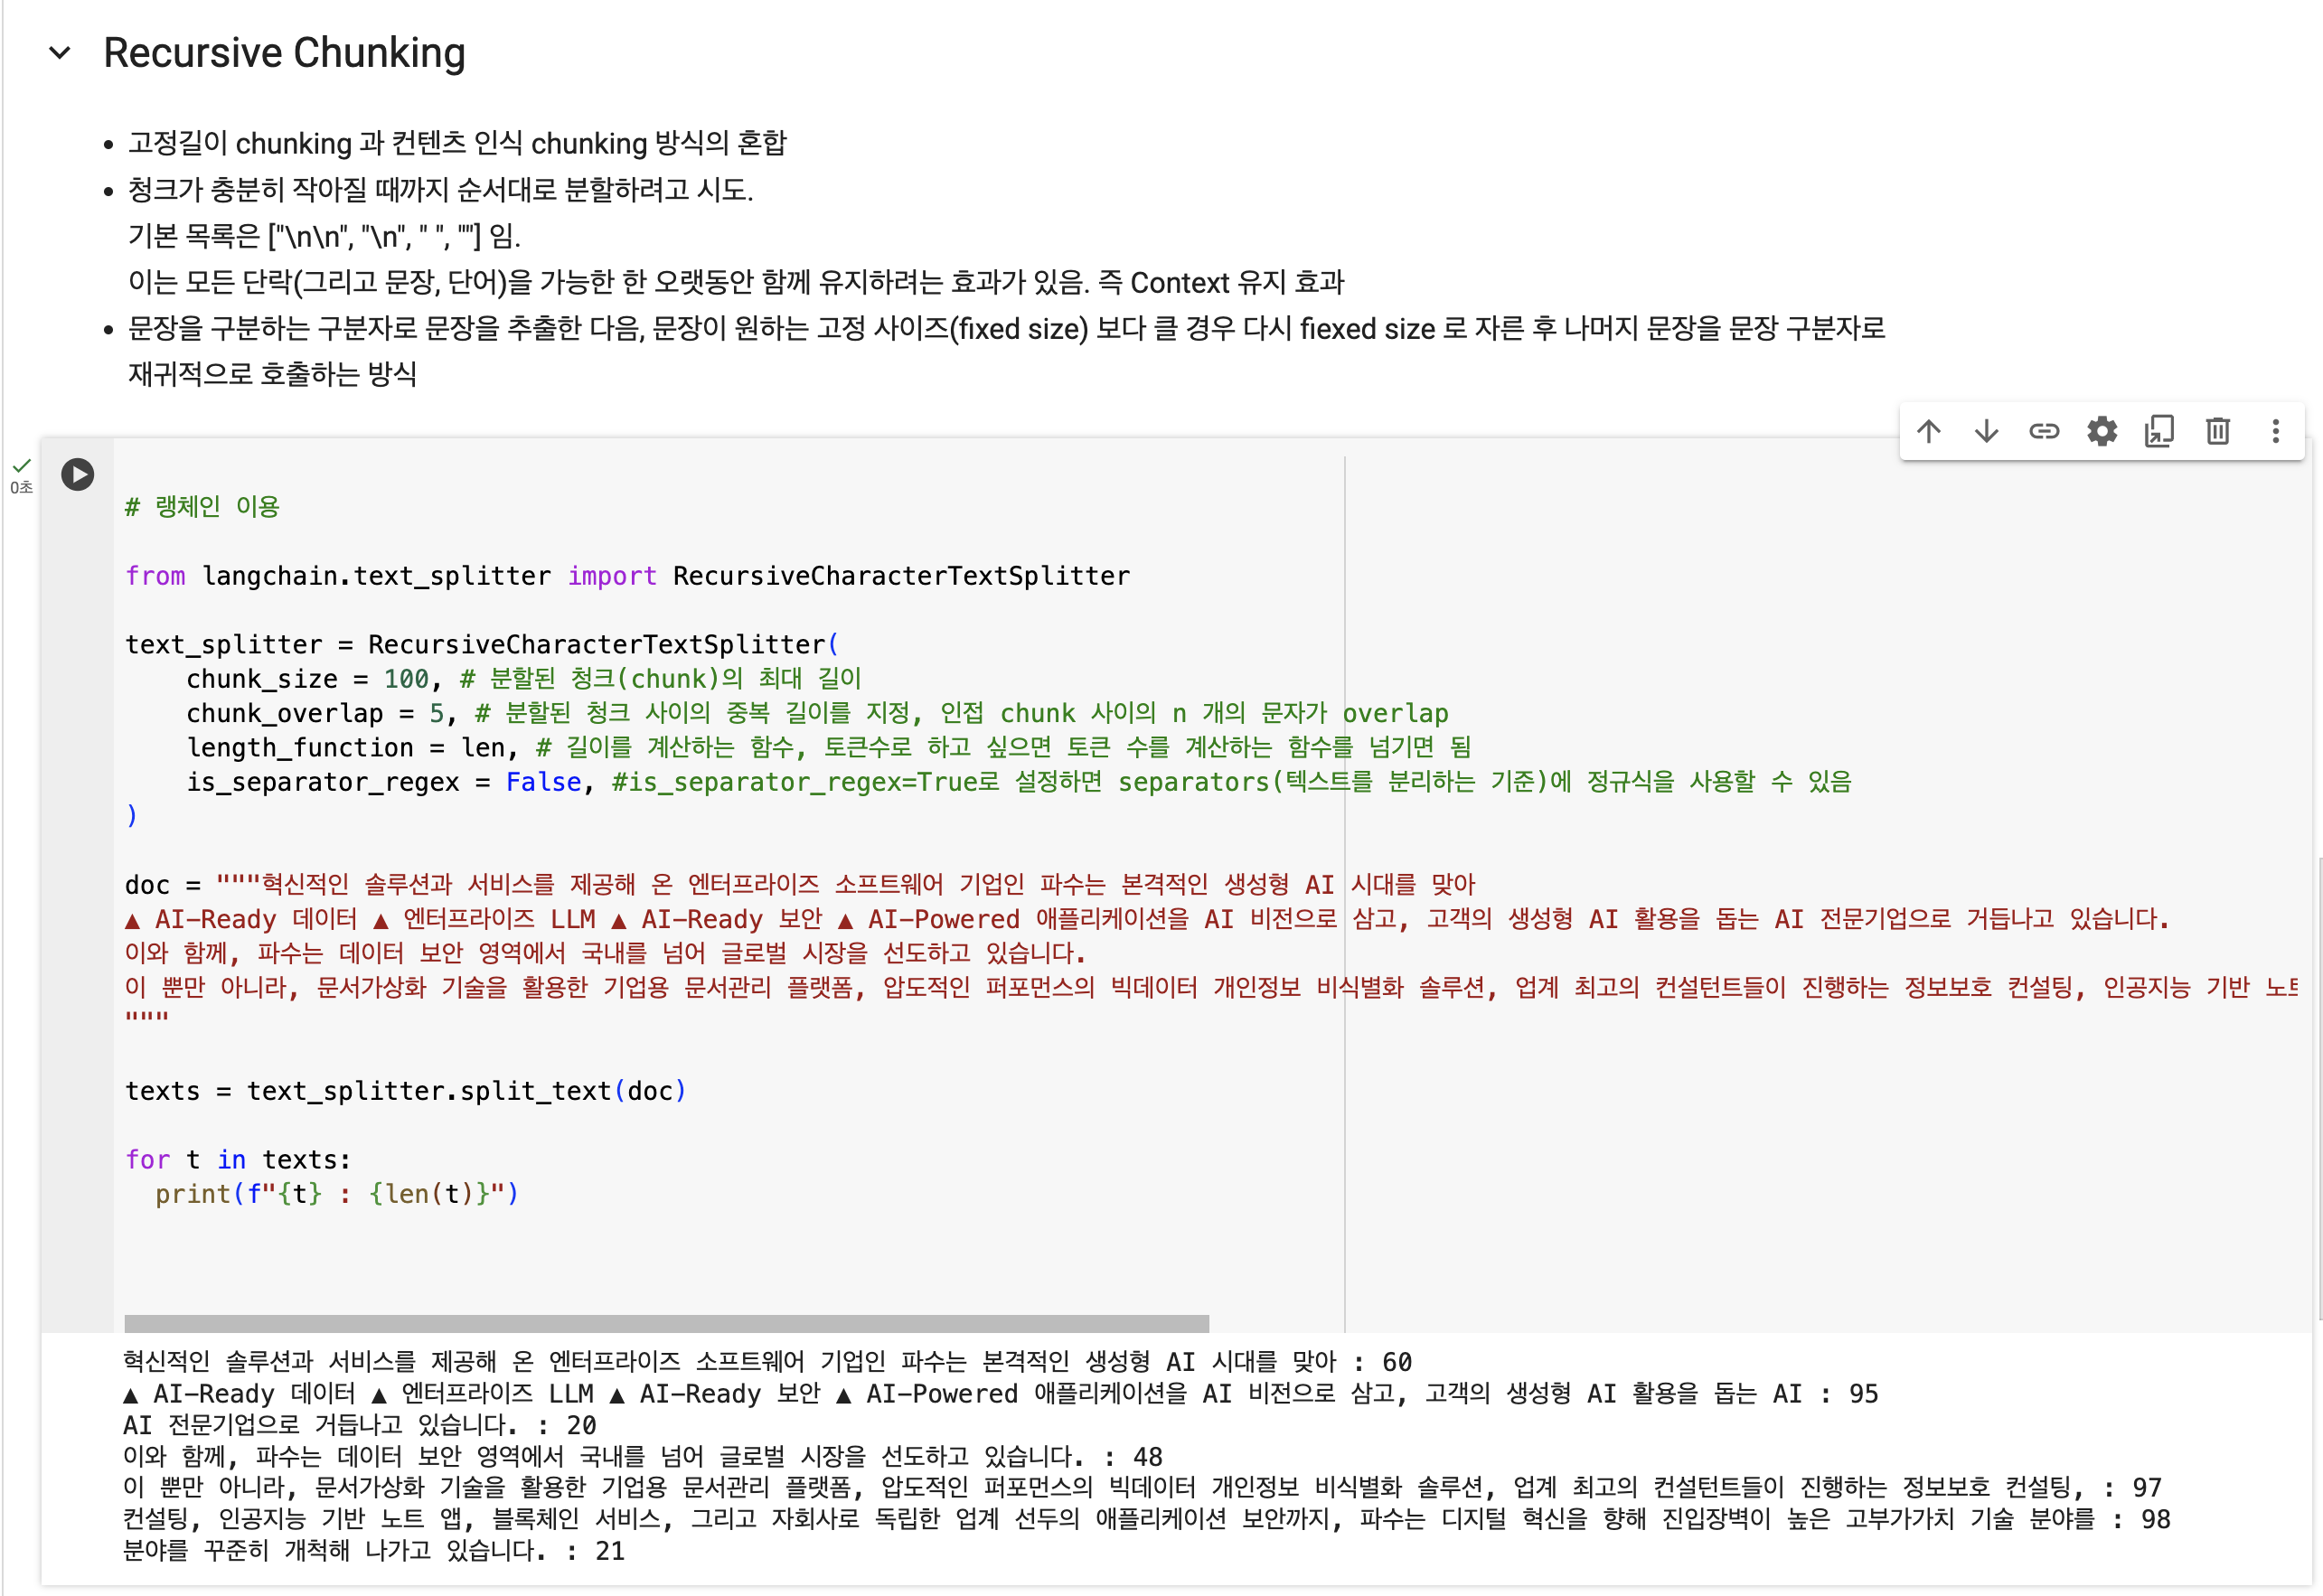 Recursive Chunking
• 고정길이 chunking 과 컨텐츠 인식 chunking 방식의 혼합
• 청크가 충분히 작아질 때까지 순서대로 분할하려고 시도.
기본 목록은 ["\n\n", "\n", " ", ""] 임.
이는 모든 단락(그리고 문장, 단어)을 가능한 한 오랫동안 함께 유지하려는 효과가 있음. 즉 Context 유지 효과
• 문장을 구분하는 구분자로 문장을 추출한 다음, 문장이 원하는 고정 사이즈(fixed size) 보다 클 경우 다시 fiexed size 로 자른 후 나머지 문장을 문장 구분자로
재귀적으로 호출하는 방식
0초
# 랭체인 이용
from langchain.text_splitter import RecursiveCharacterTextSplitter
text_splitter = RecursiveCharacterTextSplitter(
    chunk_size = 100, # 분할된 청크(chunk)의 최대 길이
    chunk_overlap = 5, # 분할된 청크 사이의 중복 길이를 지정, 인접 chunk 사이의 n 개의 문자가 overlap
    length_function = len, # 길이를 계산하는 함수, 토큰수로 하고 싶으면 토큰 수를 계산하는 함수를 넘기면 됨
    is_separator_regex = False, #is_separator_regex=True로 설정하면 separators(텍스트를 분리하는 기준)에 정규식을 사용할 수 있음
)
doc = """혁신적인 솔루션과 서비스를 제공해 온 엔터프라이즈 소프트웨어 기업인 파수는 본격적인 생성형 AI 시대를 맞아
▲ AI-Ready 데이터 ▲ 엔터프라이즈 LLM ▲ AI-Ready 보안 ▲ AI-Powered 애플리케이션을 AI 비전으로 삼고, 고객의 생성형 AI 활용을 돕는 AI 전문기업으로 거듭나고 있습니다.
이와 함께, 파수는 데이터 보안 영역에서 국내를 넘어 글로벌 시장을 선도하고 있습니다.
이 뿐만 아니라, 문서가상화 기술을 활용한 기업용 문서관리 플랫폼, 압도적인 퍼포먼스의 빅데이터 개인정보 비식별화 솔루션, 업계 최고의 컨설턴트들이 진행하는 정보보호 컨설팅, 인공지능 기반 노트
"""
texts = text_splitter.split_text(doc)
for t in texts:
  print(f"{t} : {len(t)}")
혁신적인 솔루션과 서비스를 제공해 온 엔터프라이즈 소프트웨어 기업인 파수는 본격적인 생성형 AI 시대를 맞아 : 60
▲ AI-Ready 데이터 ▲ 엔터프라이즈 LLM ▲ AI-Ready 보안 ▲ AI-Powered 애플리케이션을 AI 비전으로 삼고, 고객의 생성형 AI 활용을 돕는 AI : 95
AI 전문기업으로 거듭나고 있습니다. : 20
이와 함께, 파수는 데이터 보안 영역에서 국내를 넘어 글로벌 시장을 선도하고 있습니다. : 48
이 뿐만 아니라, 문서가상화 기술을 활용한 기업용 문서관리 플랫폼, 압도적인 퍼포먼스의 빅데이터 개인정보 비식별화 솔루션, 업계 최고의 컨설턴트들이 진행하는 정보보호 컨설팅, : 97
컨설팅, 인공지능 기반 노트 앱, 블록체인 서비스, 그리고 자회사로 독립한 업계 선두의 애플리케이션 보안까지, 파수는 디지털 혁신을 향해 진입장벽이 높은 고부가가치 기술 분야를 : 98
분야를 꾸준히 개척해 나가고 있습니다. : 21